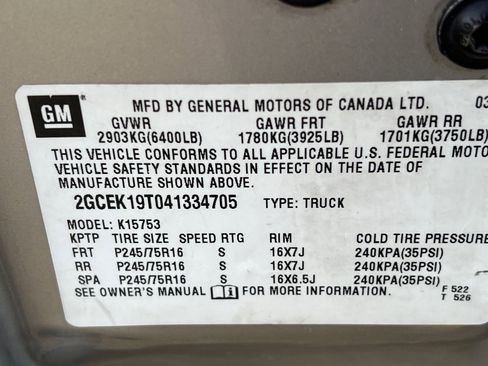 GM
MFD BY GENERAL MOTORS OF CANADA LTD. 03
GVWR GAWR FRT GAWR RR
2903KG(6400LB) 1780KG(3925LB) 1701KG(3750LB)
THIS VEHICLE CONFORMS TO ALL APPLICABLE U.S. FEDERAL MOTO
VEHICLE SAFETY STANDARDS IN EFFECT ON THE DATE OF
MANUFACTURE SHOWN ABOVE.
2GCEK19T041334705 TYPE: TRUCK
MODEL: K15753
KPTP TIRE SIZE SPEED RTG RIM COLD TIRE PRESSURE
FRT P245/75R16 S 16X7J 240KPA(35PSI)
RR P245/75R16 S 16X7J 240KPA(35PSI)
SPA P245/75R16 S 16X6.5J 240KPA(35PSI)
SEE OWNER'S MANUAL FOR MORE INFORMATION. F 522
T 526